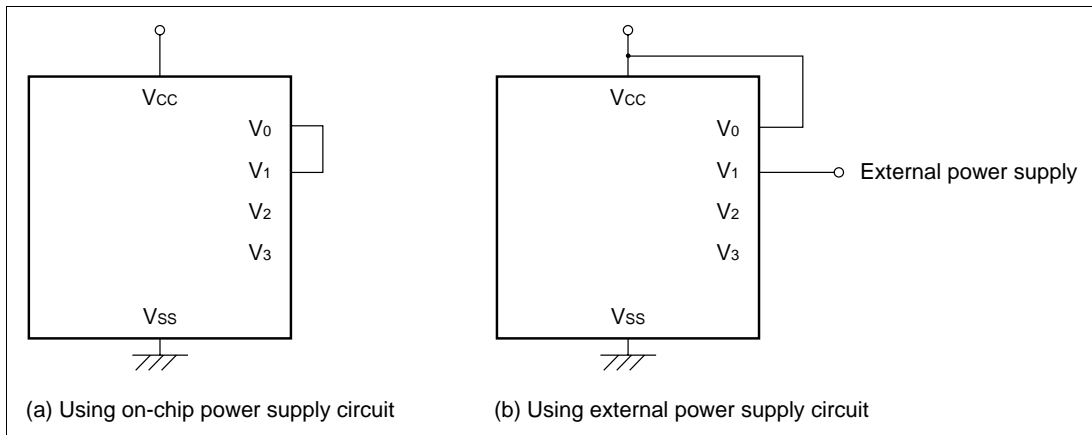 VCC
V0
V1
V2
V3
VSS
(a) Using on-chip power supply circuit
VCC
V0
V1
External power supply
V2
V3
VSS
(b) Using external power supply circuit